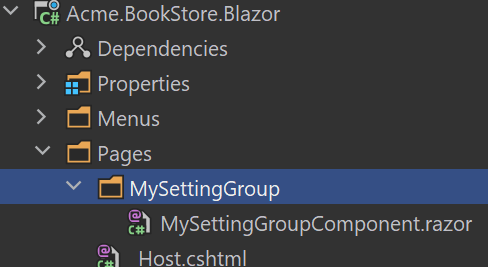 Acme.BookStore.Blazor
Dependencies
Properties
Menus
Pages
MySettingGroup
MySettingGroupComponent.razor
Host.cshtml